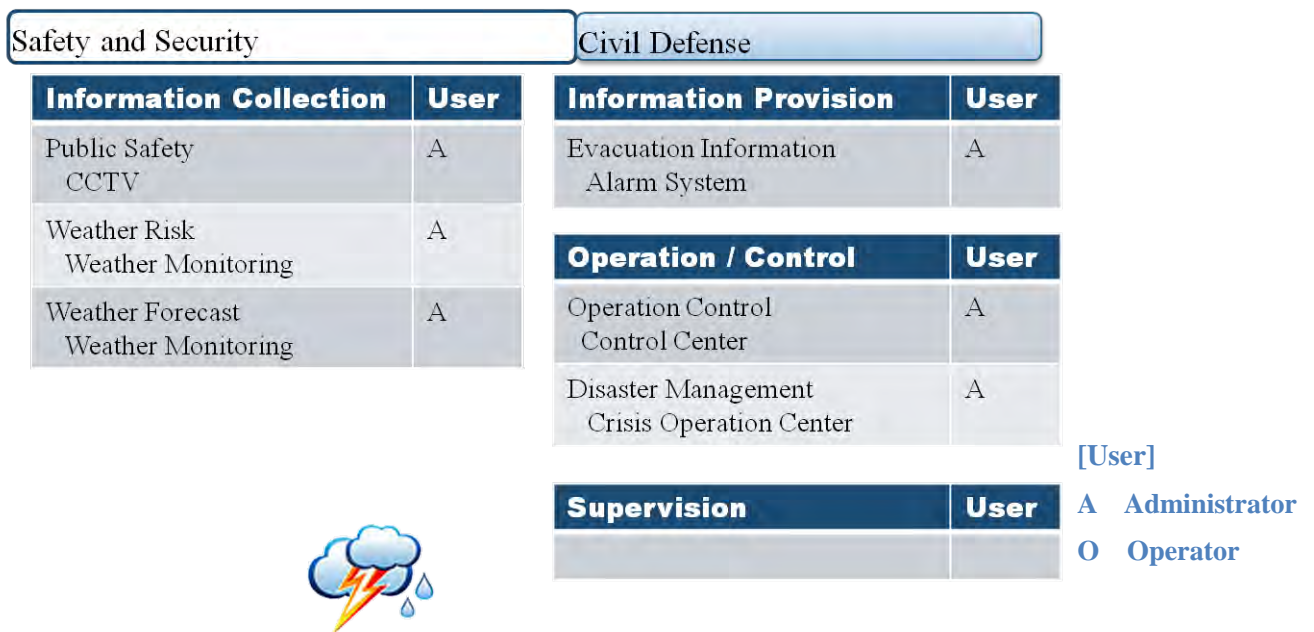 Safety and Security
Civil Defense
Information Collection User
Public Safety A
CCTV
Weather Risk A
Weather Monitoring
Weather Forecast A
Weather Monitoring
Information Provision User
Evacuation Information A
Alarm System
Operation / Control User
Operation Control A
Control Center
Disaster Management A
Crisis Operation Center
Supervision User
[User]
A Administrator
O Operator